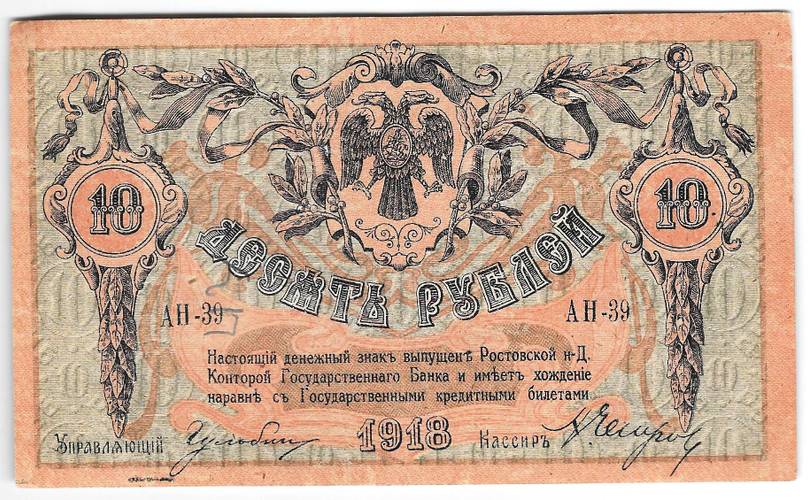 10 10
ДЕСЯТЬ РУБЛЕЙ
АН-39 АН-39
Настоящій денежный знакъ выпущенъ Ростовской н-Д.
Конторой Государственнаго Банка и имѣетъ хожденіе
наравнѣ съ Государственными кредитными билетами
Управляющій 1918 Кассиръ